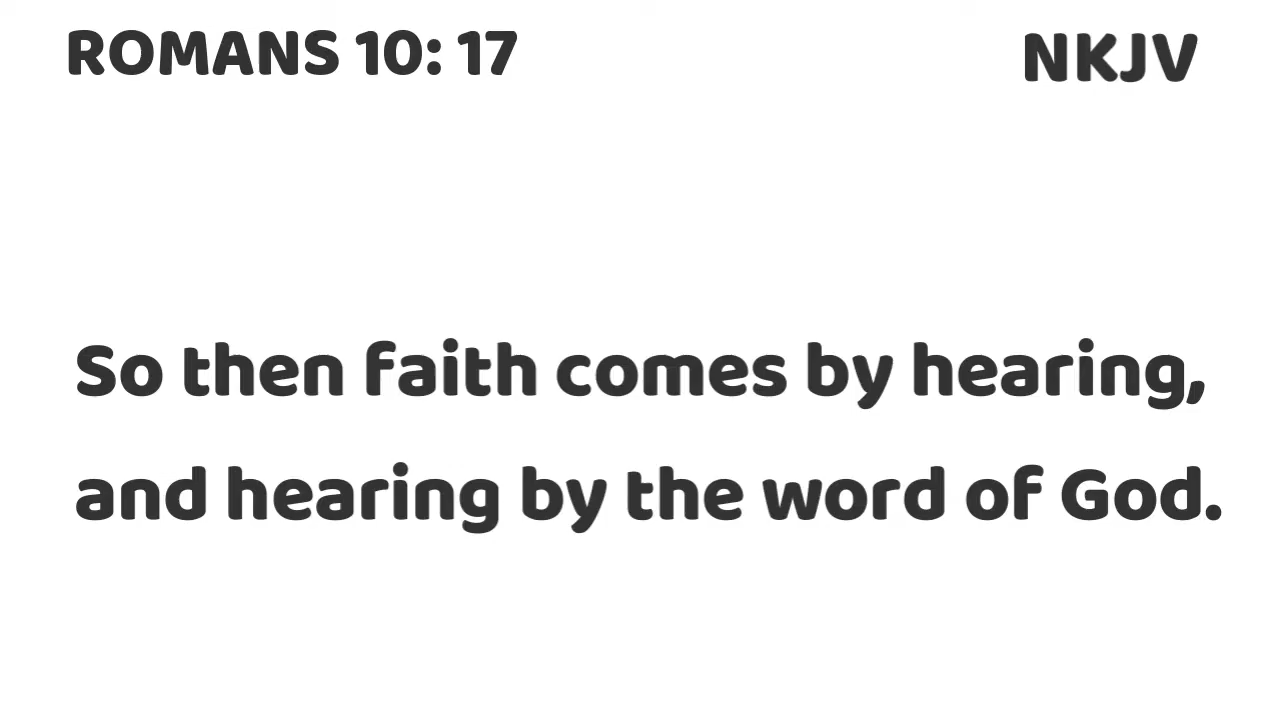 ROMANS 10: 17 NKJV
So then faith comes by hearing,
and hearing by the word of God.